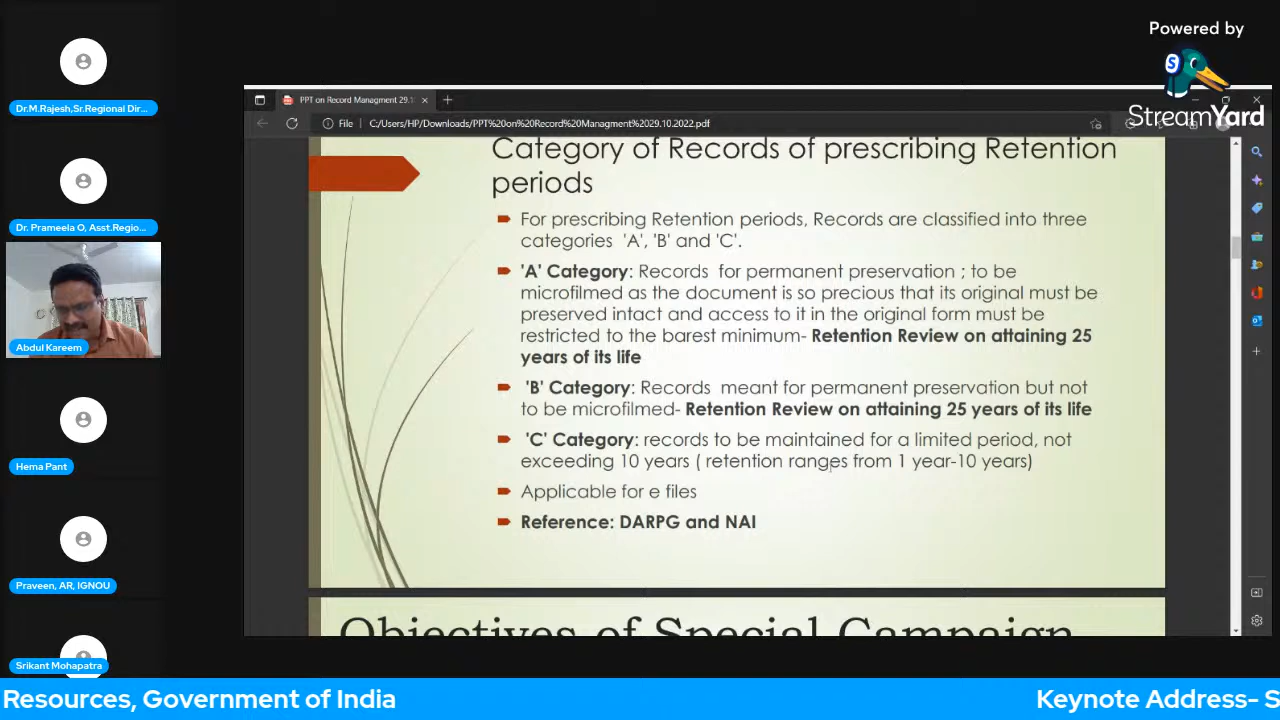 Powered by
StreamYard
Dr.M.Rajesh,Sr.Regional Dir...
Dr. Prameela O, Asst.Regio...
Abdul Kareem
Hema Pant
Praveen, AR, IGNOU
Srikant Mohapatra
PPT on Record Managment 29.1
File
C:/Users/HP/Downloads/PPT%20on%20Record%20Managment%2029.10.2022.pdf
Category of Records of prescribing Retention
periods
For prescribing Retention periods, Records are classified into three
categories 'A', 'B' and 'C'.
'A' Category: Records for permanent preservation ; to be
microfilmed as the document is so precious that its original must be
preserved intact and access to it in the original form must be
restricted to the barest minimum- Retention Review on attaining 25
years of its life
'B' Category: Records meant for permanent preservation but not
to be microfilmed- Retention Review on attaining 25 years of its life
'C' Category: records to be maintained for a limited period, not
exceeding 10 years ( retention ranges from 1 year-10 years)
Applicable for e files
Reference: DARPG and NAI
Objectives of Special Campaign
Resources, Government of India
Keynote Address- S